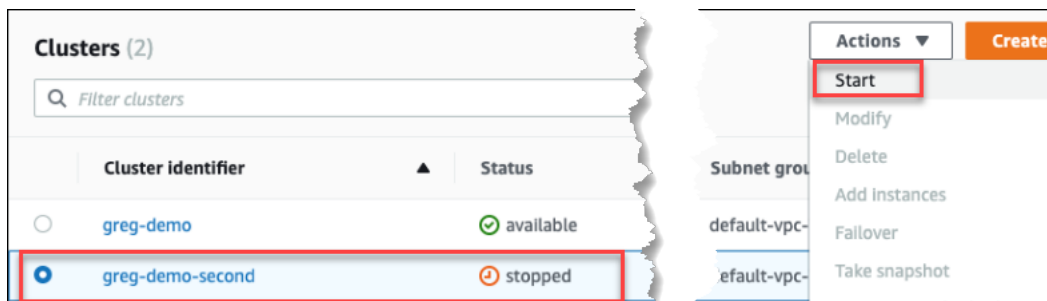 Clusters (2)
Actions ▼
Create
Filter clusters
Start
Modify
Delete
Add instances
Failover
Take snapshot
Cluster identifier ▲ Status Subnet grou
greg-demo available default-vpc-
greg-demo-second stopped efault-vpc-